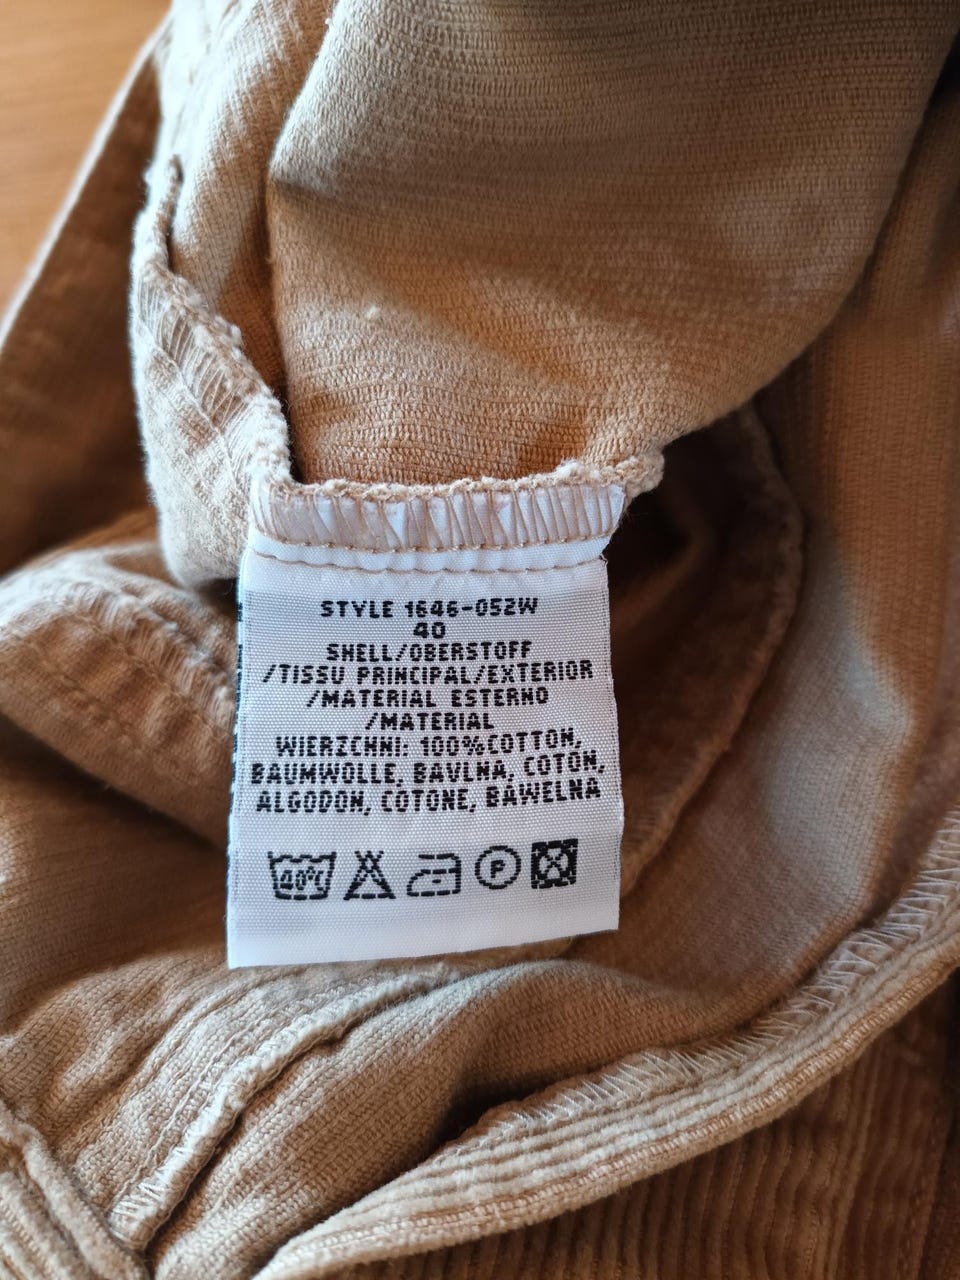 STYLE 1646-052W
40
SHELL/OBERSTOFF
/TISSU PRINCIPAL/EXTERIOR
/MATERIAL ESTERNO
/MATERIAL
WIERZCHNI: 100%COTTON,
BAUMWOLLE, BAVLNA, COTON,
ALGODON, COTONE, BAWELNA
40°C
P